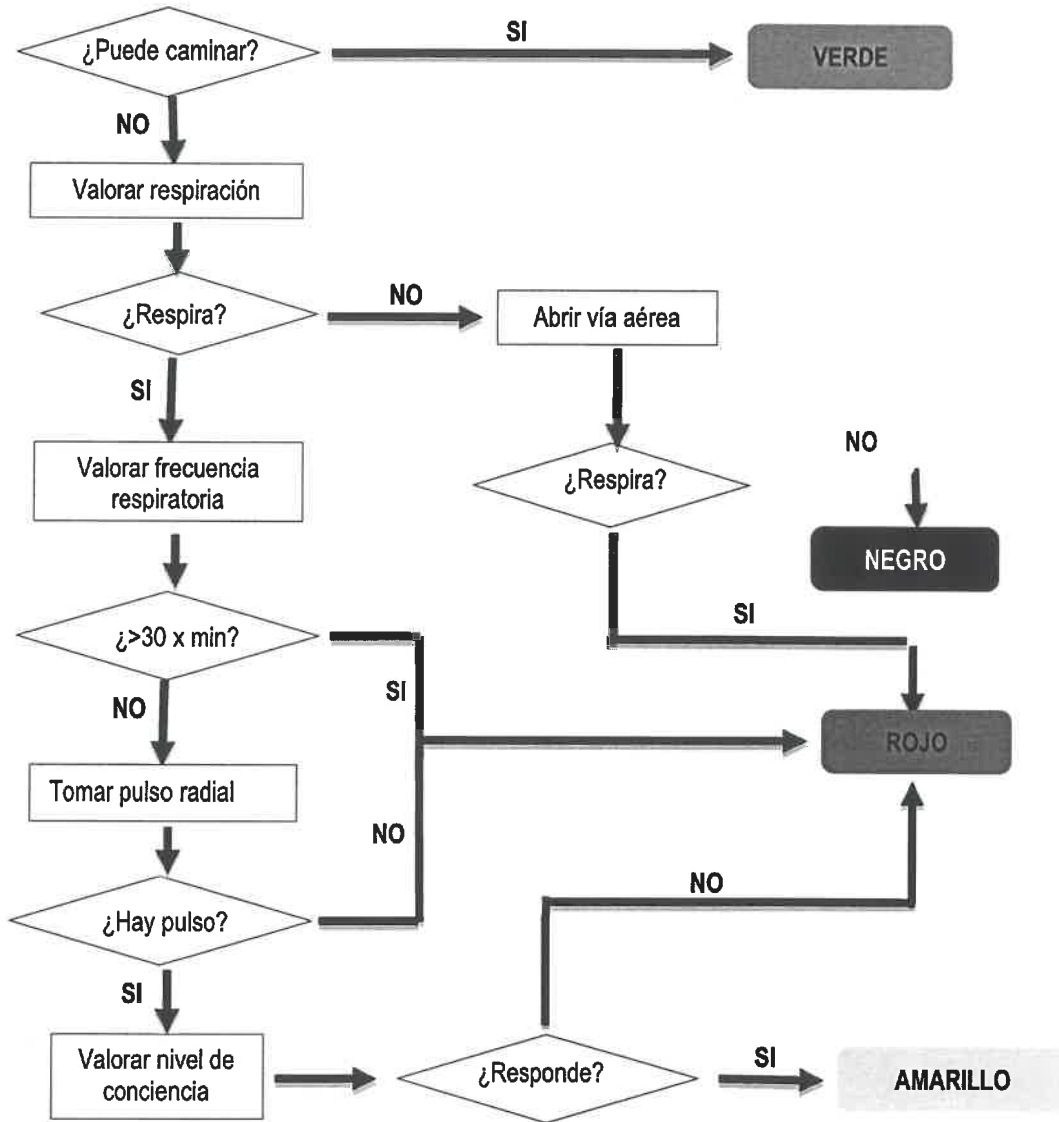 ¿Puede caminar?
SI
VERDE
NO
Valorar respiración
¿Respira?
NO
Abrir vía aérea
SI
Valorar frecuencia
respiratoria
¿Respira?
NO
NEGRO
¿>30 x min?
SI
SI
NO
ROJO
Tomar pulso radial
NO
¿Hay pulso?
NO
SI
Valorar nivel de
conciencia
¿Responde?
SI
AMARILLO